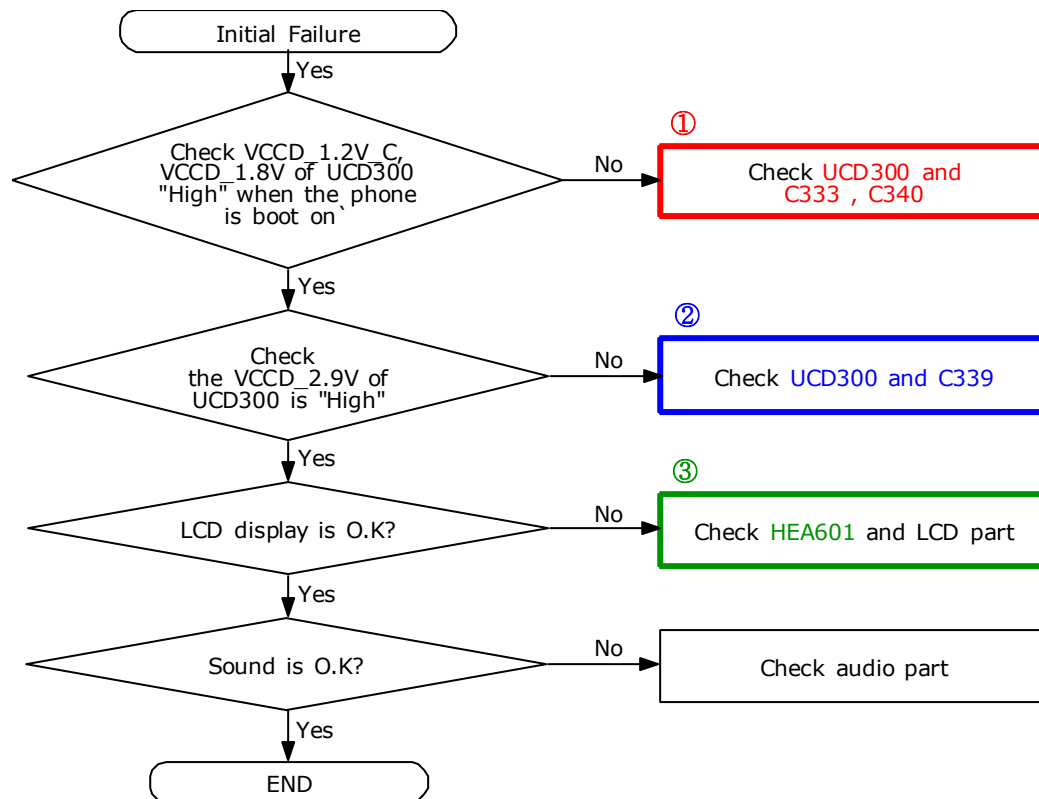 Initial Failure
Yes
Check VCCD_1.2V_C,
VCCD_1.8V of UCD300
"High" when the phone
is boot on`
No
①
Check UCD300 and
C333 , C340
Yes
Check
the VCCD_2.9V of
UCD300 is "High"
No
②
Check UCD300 and C339
Yes
LCD display is O.K?
No
③
Check HEA601 and LCD part
Yes
Sound is O.K?
No
Check audio part
Yes
END